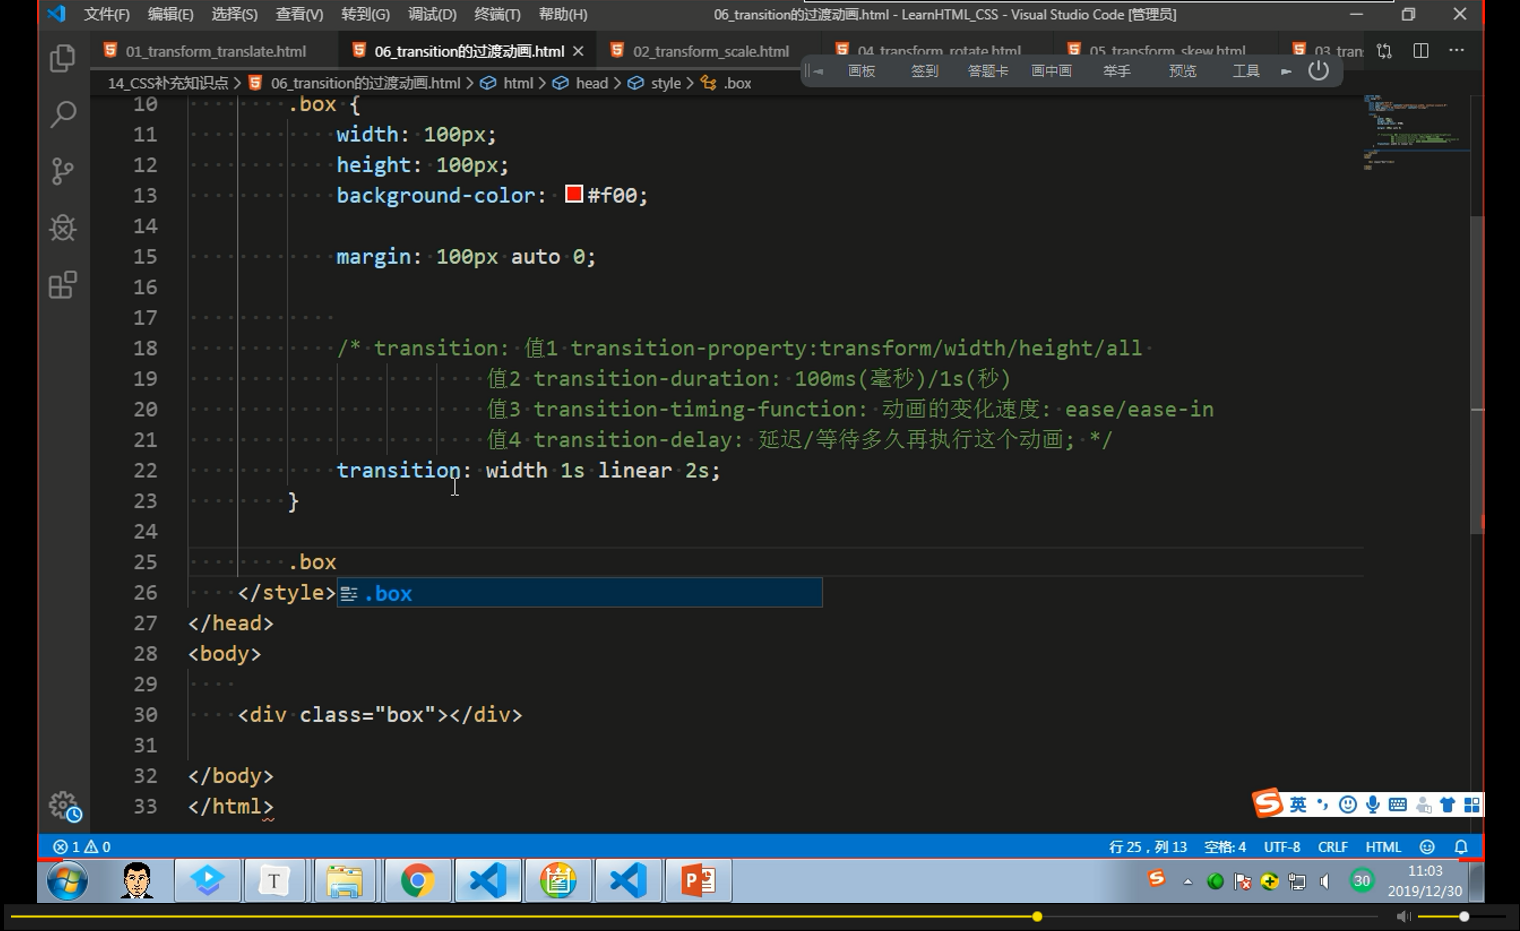 文件(F) 编辑(E) 选择(S) 查看(V) 转到(G) 调试(D) 终端(T) 帮助(H) 06_transition的过渡动画.html - LearnHTML_CSS - Visual Studio Code [管理员]
01_transform_translate.html 06_transition的过渡动画.html 02_transform_scale.html 04_transform_rotate.html 05_transform_skew.html 03_tran
画板 签到 答题卡 画中画 举手 预览 工具
14_CSS补充知识点 > 06_transition的过渡动画.html > html > head > style > .box
10 .box {
11 width: 100px;
12 height: 100px;
13 background-color: #f00;
14
15 margin: 100px auto 0;
16
17
18 /* transition: 值1 transition-property:transform/width/height/all
19 值2 transition-duration: 100ms(毫秒)/1s(秒)
20 值3 transition-timing-function: 动画的变化速度: ease/ease-in
21 值4 transition-delay: 延迟/等待多久再执行这个动画; */
22 transition: width 1s linear 2s;
23 }
24
25 .box
26 </style>
.box
27 </head>
28 <body>
29
30 <div class="box"></div>
31
32 </body>
33 </html>
英
1 0 行 25，列 13 空格: 4 UTF-8 CRLF HTML
30
11:03
2019/12/30